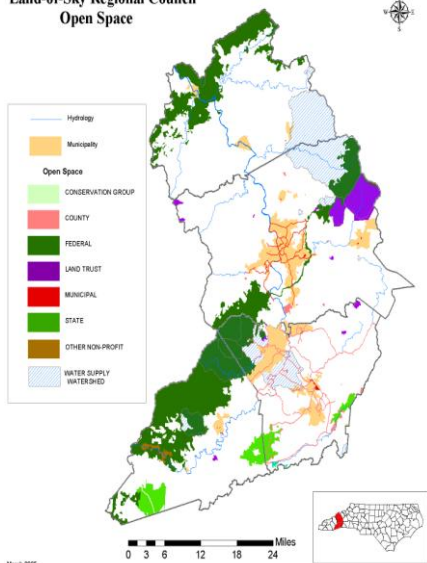 Land-of-Sky Regional Council
Open Space
N
S
Hydrology
Municipality
Open Space
CONSERVATION GROUP
COUNTY
FEDERAL
LAND TRUST
MUNICIPAL
STATE
OTHER NON-PROFIT
WATER SUPPLY
WATERSHED
Miles
0 3 6 12 18 24